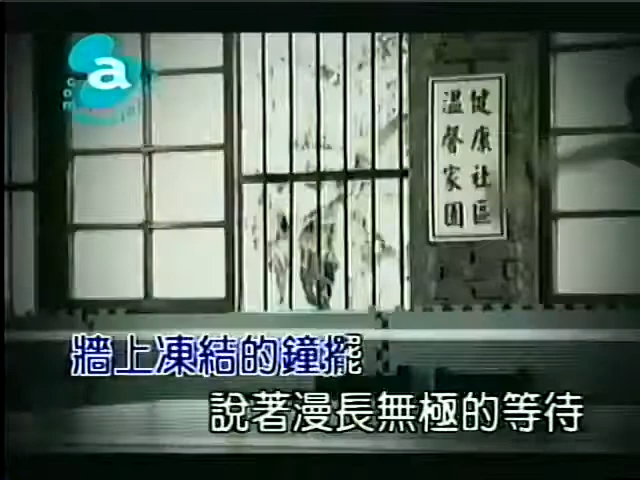 a
健康社區
溫馨家園
牆上凍結的鐘擺
說著漫長無極的等待